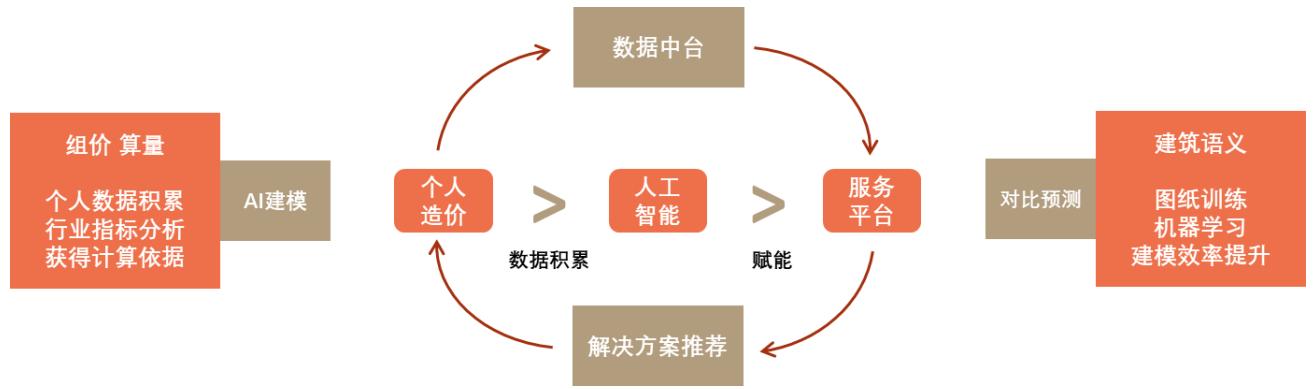 数据中台
组价 算量
个人数据积累
行业指标分析
获得计算依据
AI建模
个人
造价
>
数据积累
人工
智能
>
赋能
服务
平台
解决方案推荐
对比预测
建筑语义
图纸训练
机器学习
建模效率提升